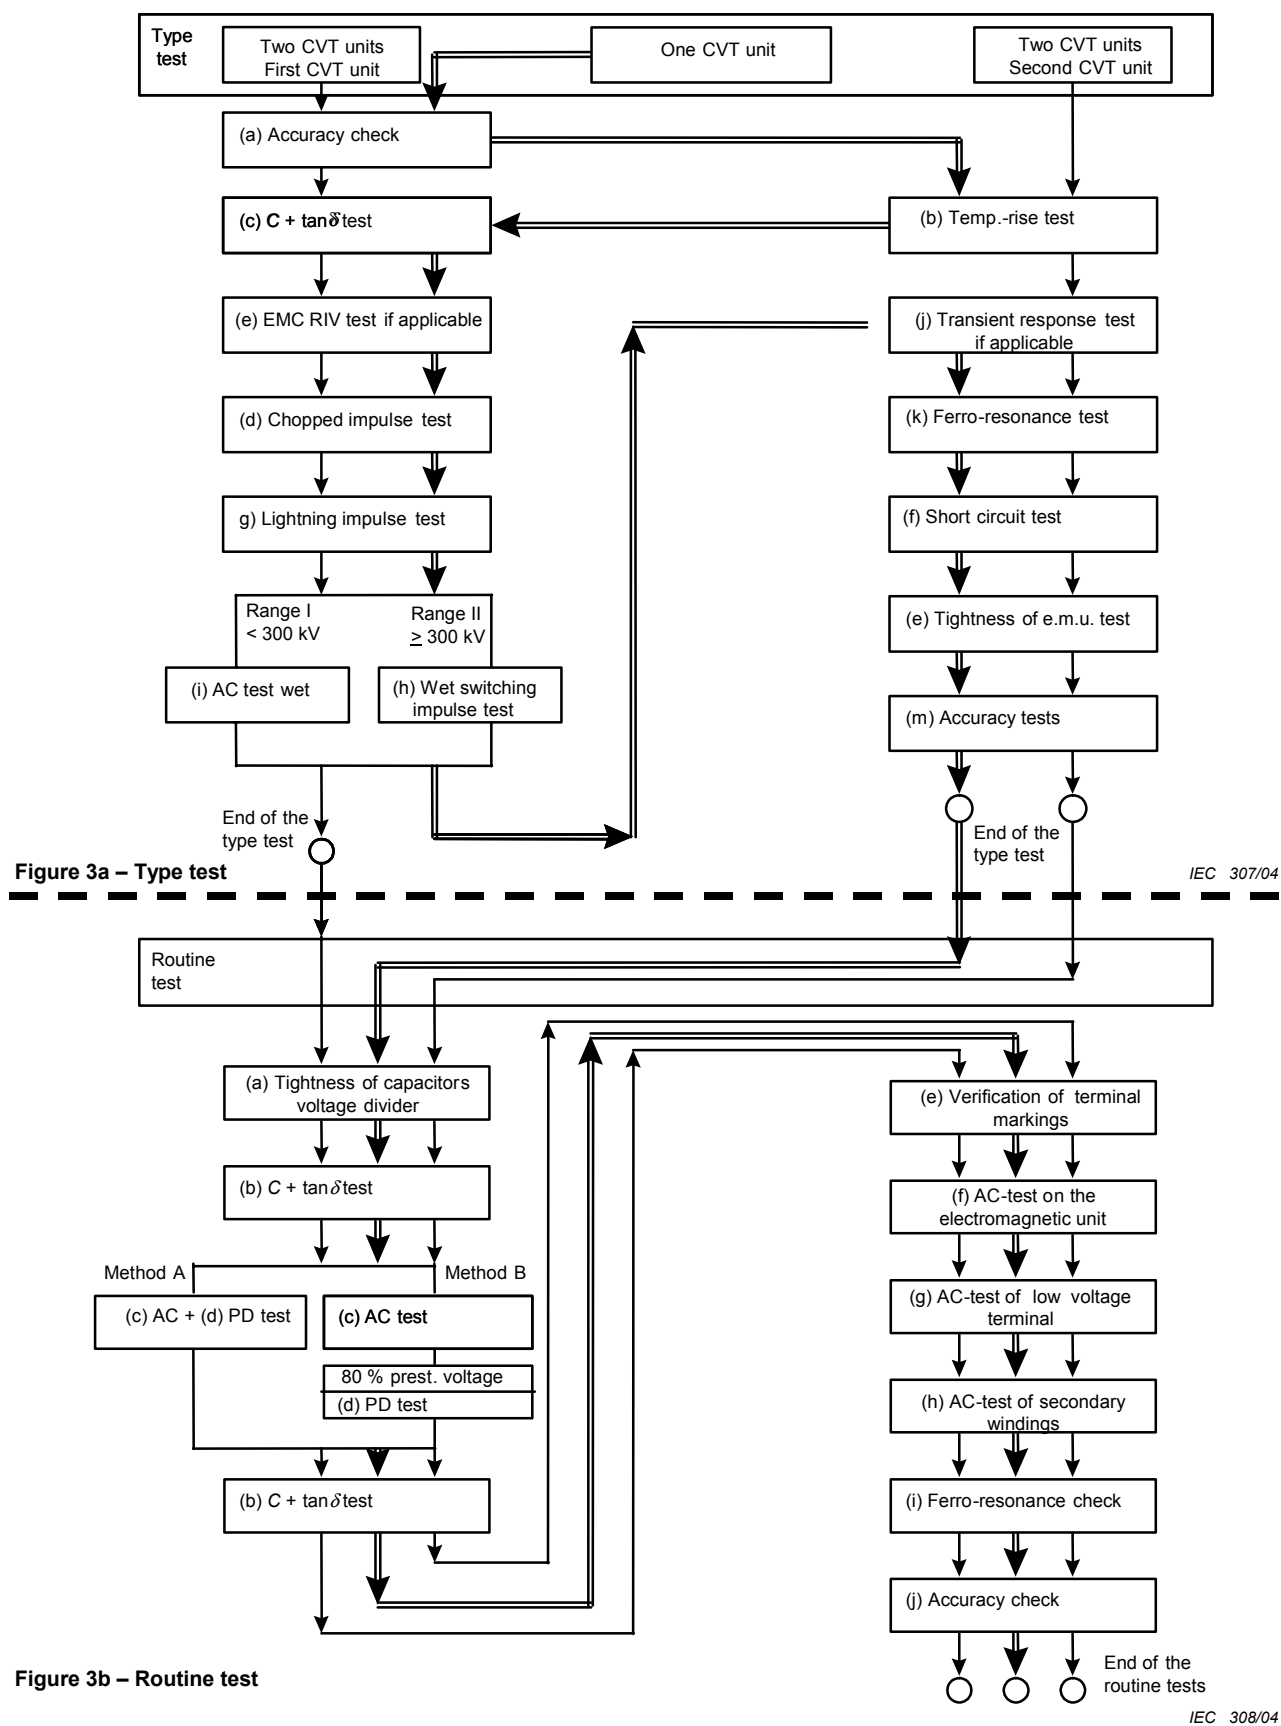 Type
test
Two CVT units
First CVT unit
One CVT unit
Two CVT units
Second CVT unit
(a) Accuracy check
(c) C + tanδ test
(b) Temp.-rise test
(e) EMC RIV test if applicable
(j) Transient response test
if applicable
(d) Chopped impulse test
(k) Ferro-resonance test
g) Lightning impulse test
(f) Short circuit test
Range I
< 300 kV
Range II
≥ 300 kV
(e) Tightness of e.m.u. test
(i) AC test wet
(h) Wet switching
impulse test
(m) Accuracy tests
End of the
type test
End of the
type test
Figure 3a – Type test
IEC 307/04
Routine
test
(a) Tightness of capacitors
voltage divider
(e) Verification of terminal
markings
(b) C + tanδ test
(f) AC-test on the
electromagnetic unit
Method A
Method B
(c) AC + (d) PD test
(c) AC test
(g) AC-test of low voltage
terminal
80 % prest. voltage
(d) PD test
(h) AC-test of secondary
windings
(b) C + tanδ test
(i) Ferro-resonance check
(j) Accuracy check
End of the
routine tests
Figure 3b – Routine test
IEC 308/04